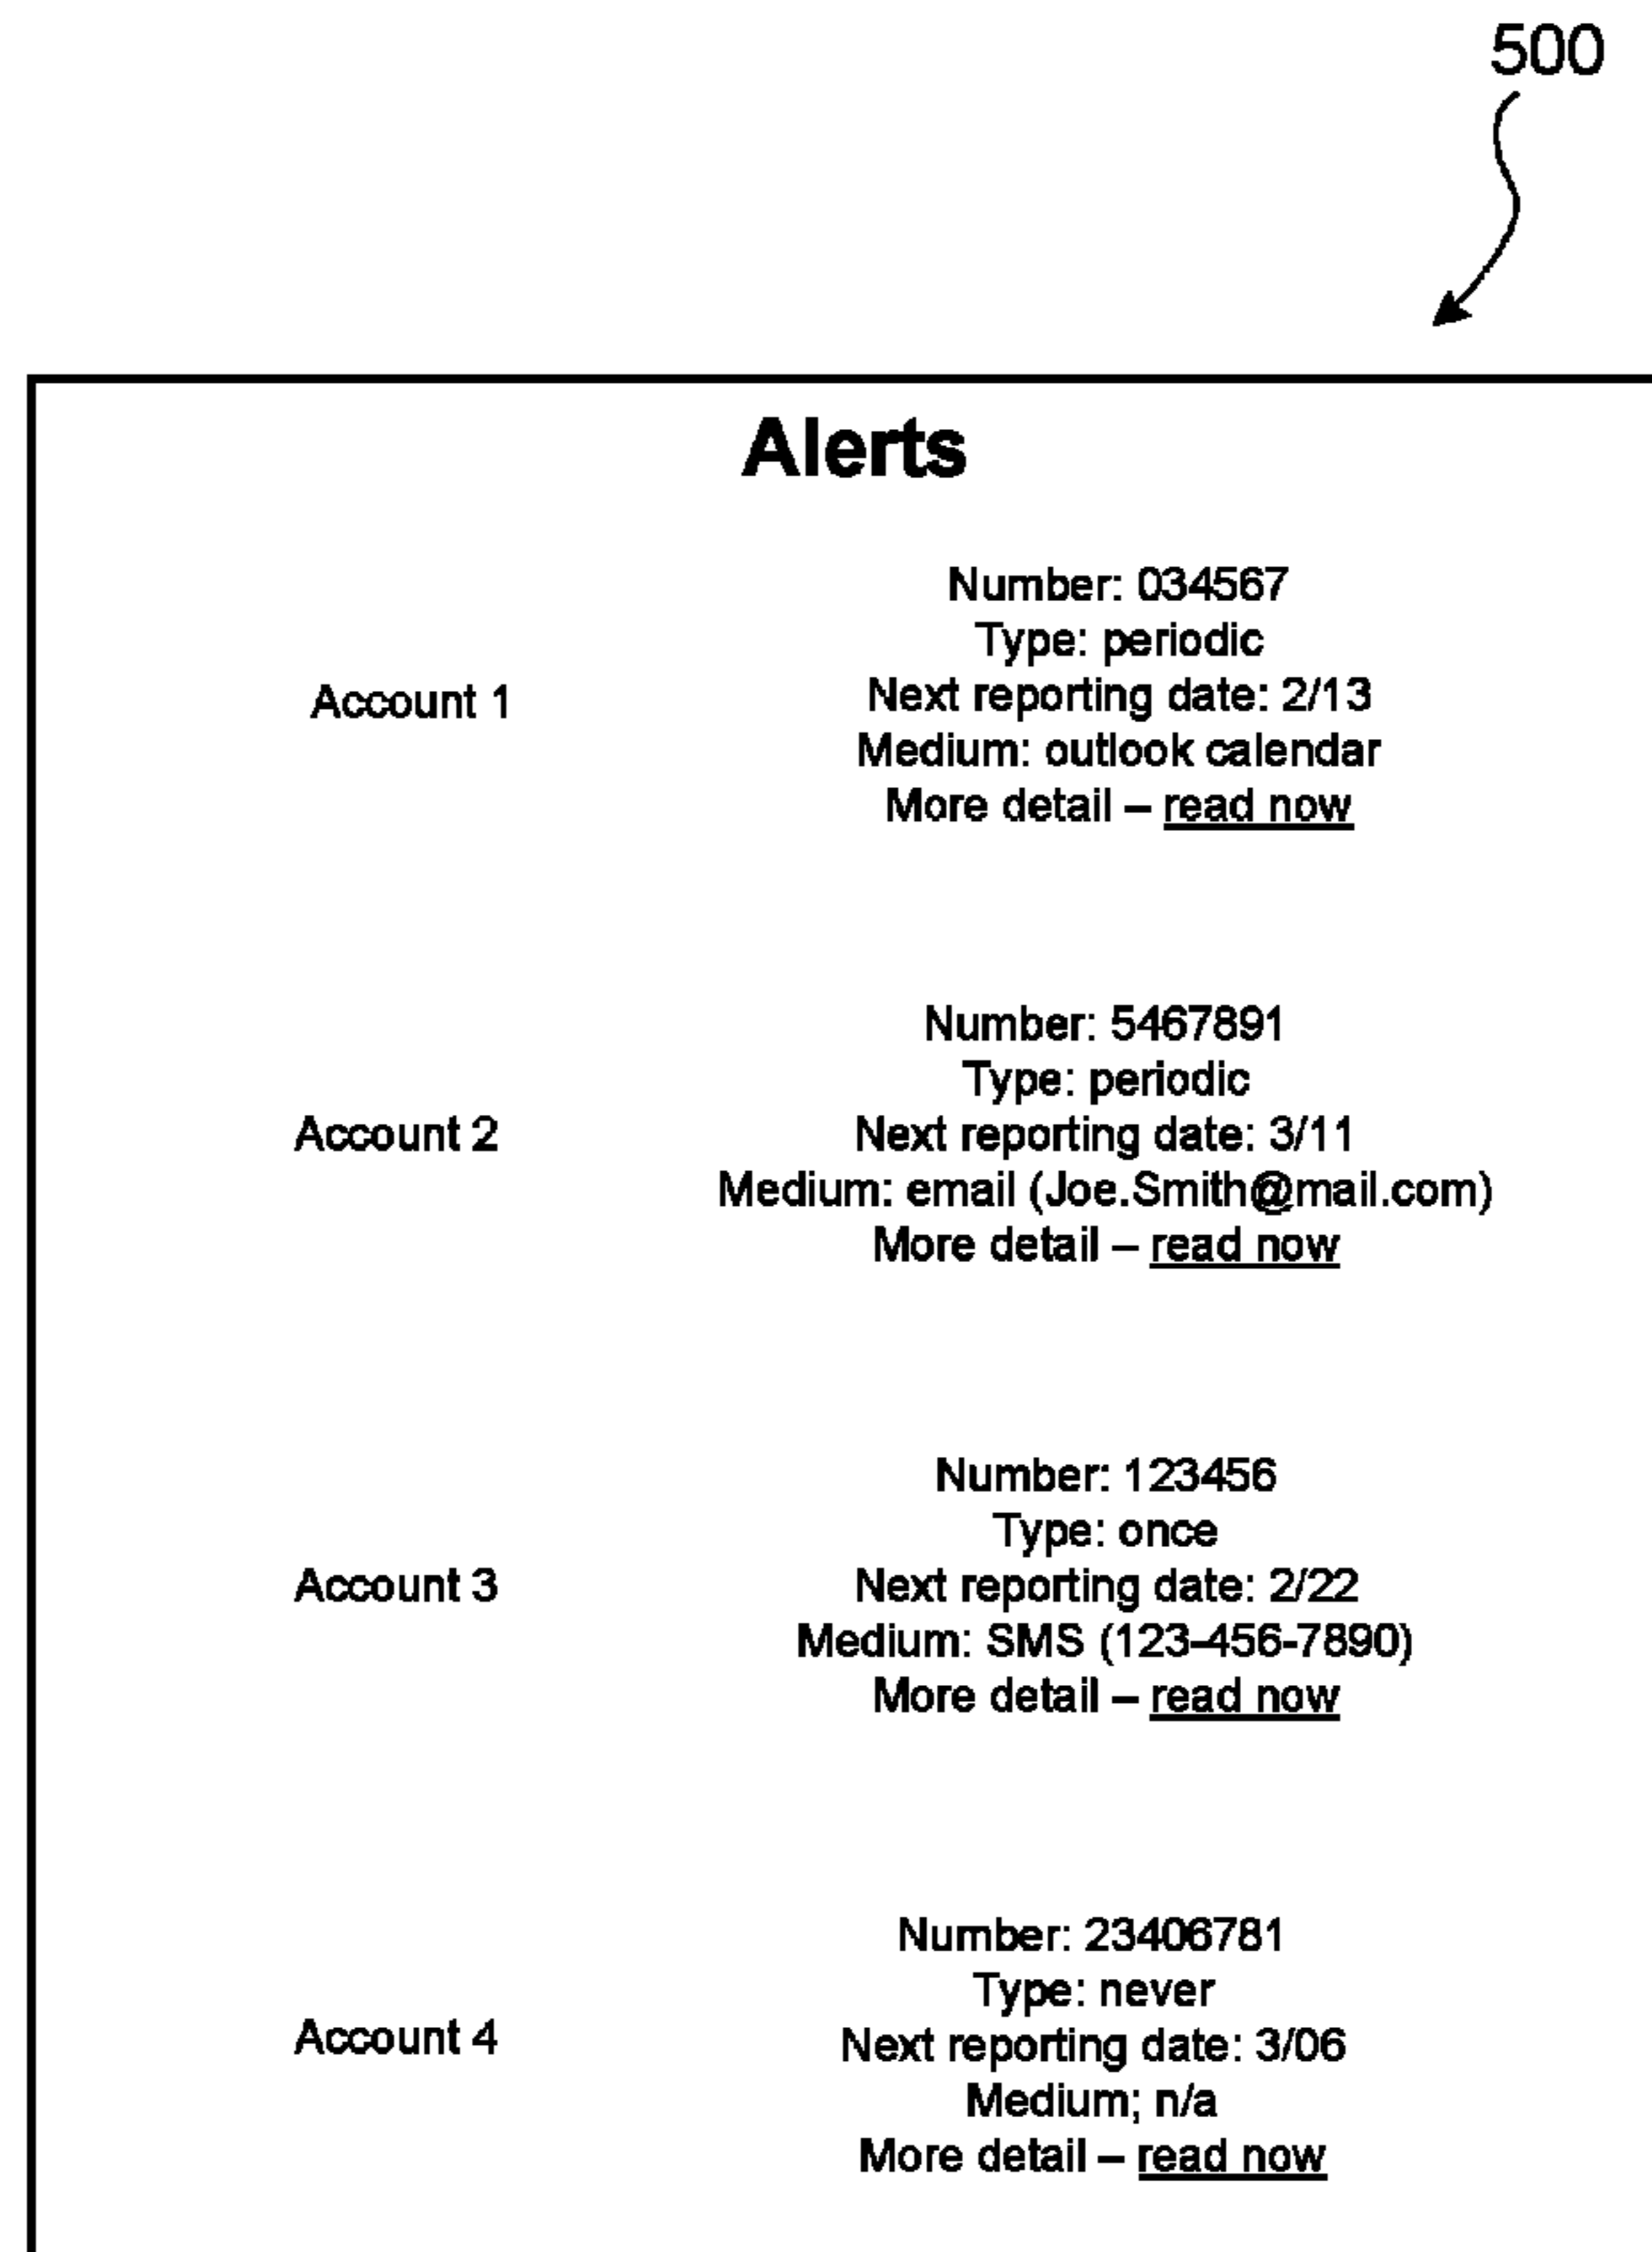 500
Alerts
Account 1
Number: 034567
Type: periodic
Next reporting date: 2/13
Medium: outlook calendar
More detail – read now
Account 2
Number: 5467891
Type: periodic
Next reporting date: 3/11
Medium: email (Joe.Smith@mail.com)
More detail – read now
Account 3
Number: 123456
Type: once
Next reporting date: 2/22
Medium: SMS (123-456-7890)
More detail – read now
Account 4
Number: 23406781
Type: never
Next reporting date: 3/06
Medium; n/a
More detail – read now